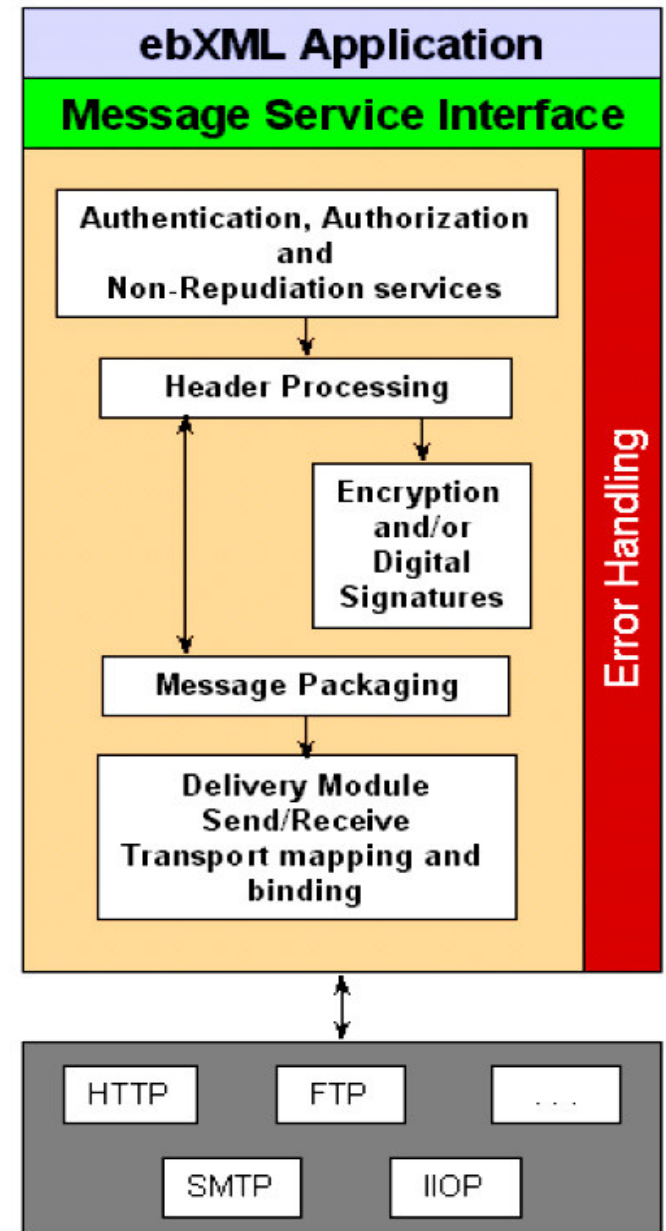 ebXML Application
Message Service Interface
Authentication, Authorization
and
Non-Repudiation services
Header Processing
Encryption
and/or
Digital
Signatures
Message Packaging
Delivery Module
Send/Receive
Transport mapping and
binding
Error Handling
HTTP
FTP
. . .
SMTP
IIOP